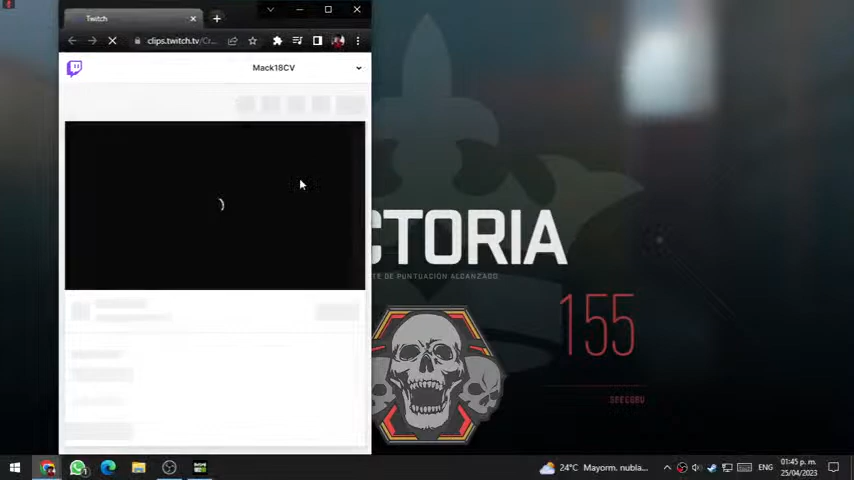 Twitch
clips.twitch.tv/Cr...
Mack18CV
CTORIA
TE DE PUNTUACIÓN ALCANZADO
155
24°C Mayorm. nubla...
ENG
01:45 p. m.
25/04/2023